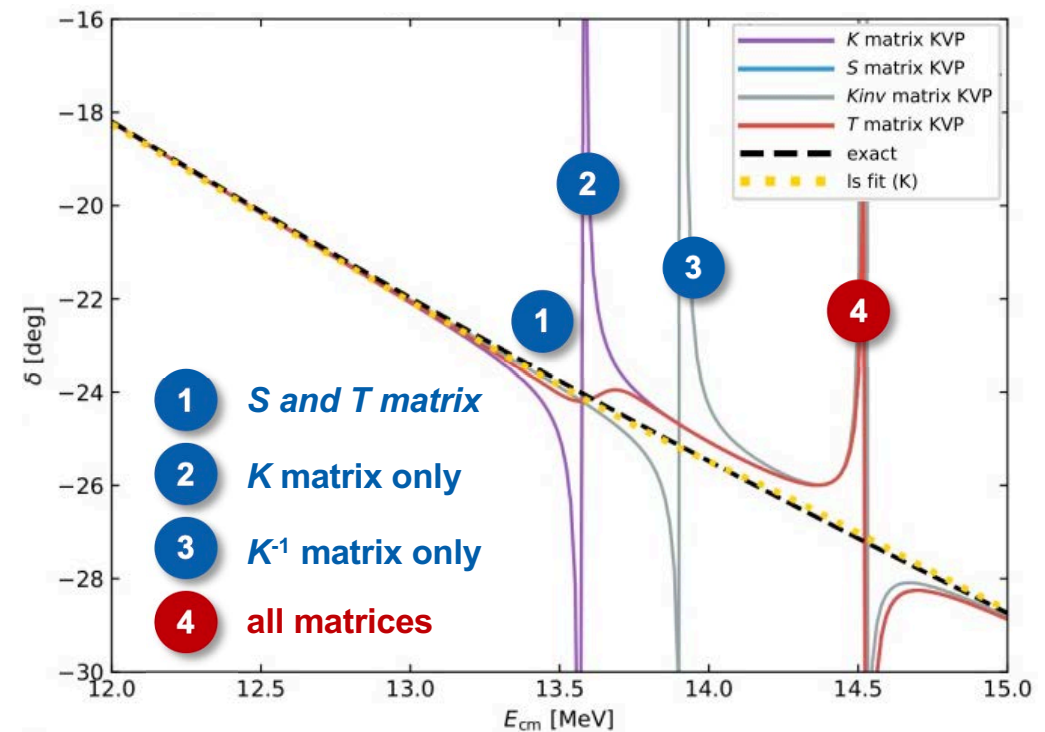 −16
−18
−20
−22
−24
−26
−28
−30
δ [deg]
K matrix KVP
S matrix KVP
Kinv matrix KVP
T matrix KVP
exact
ls fit (K)
2
3
1
4
1 S and T matrix
2 K matrix only
3 K-1 matrix only
4 all matrices
12.0 12.5 13.0 13.5 14.0 14.5 15.0
Ecm [MeV]